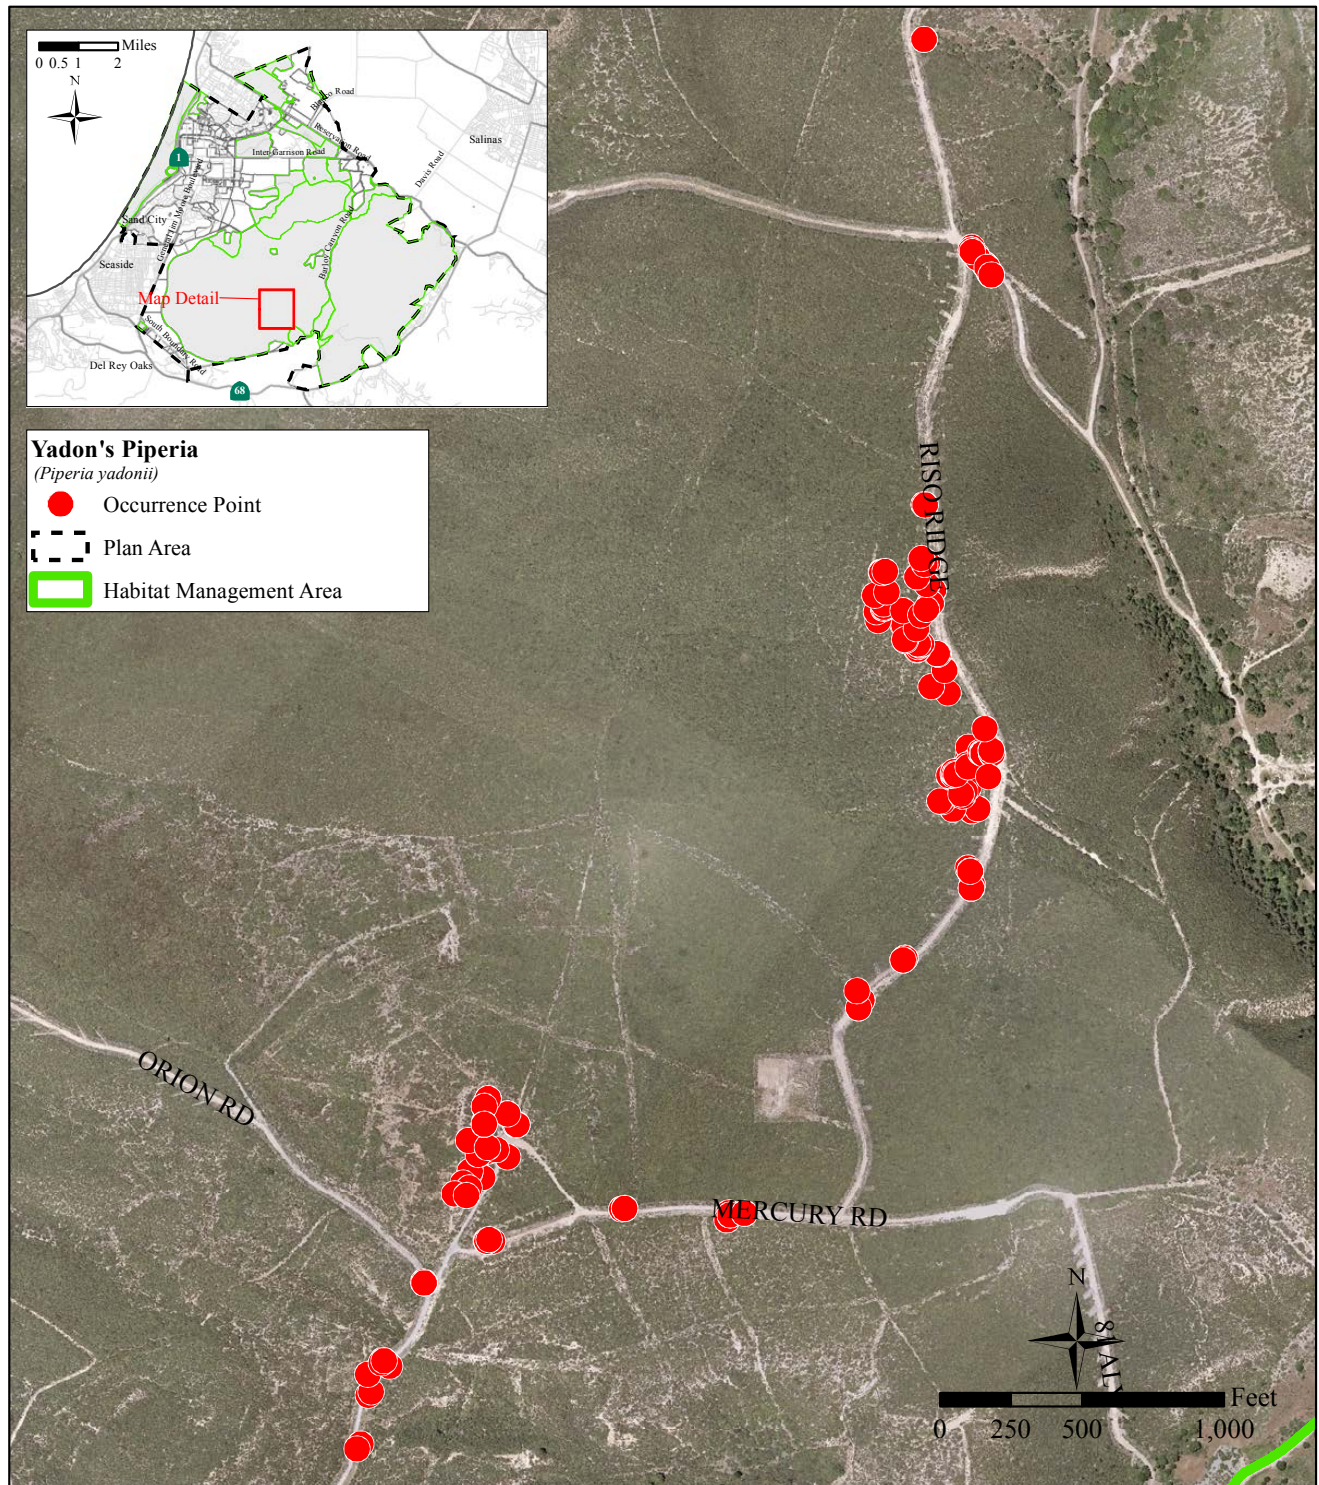 Miles
0 0.5 1 2
N
Road
Reservation Road
Salinas
Inter-Garrison Road
1
Davis Road
General Jim Moore Boulevard
Sand City
Barloy Canyon Road
Seaside
Map Detail
South Boundary Road
Del Rey Oaks
68
Yadon's Piperia
(Piperia yadonii)
Occurrence Point
Plan Area
Habitat Management Area
RISO RIDGE
ORION RD
MERCURY RD
N
Feet
0 250 500 1,000